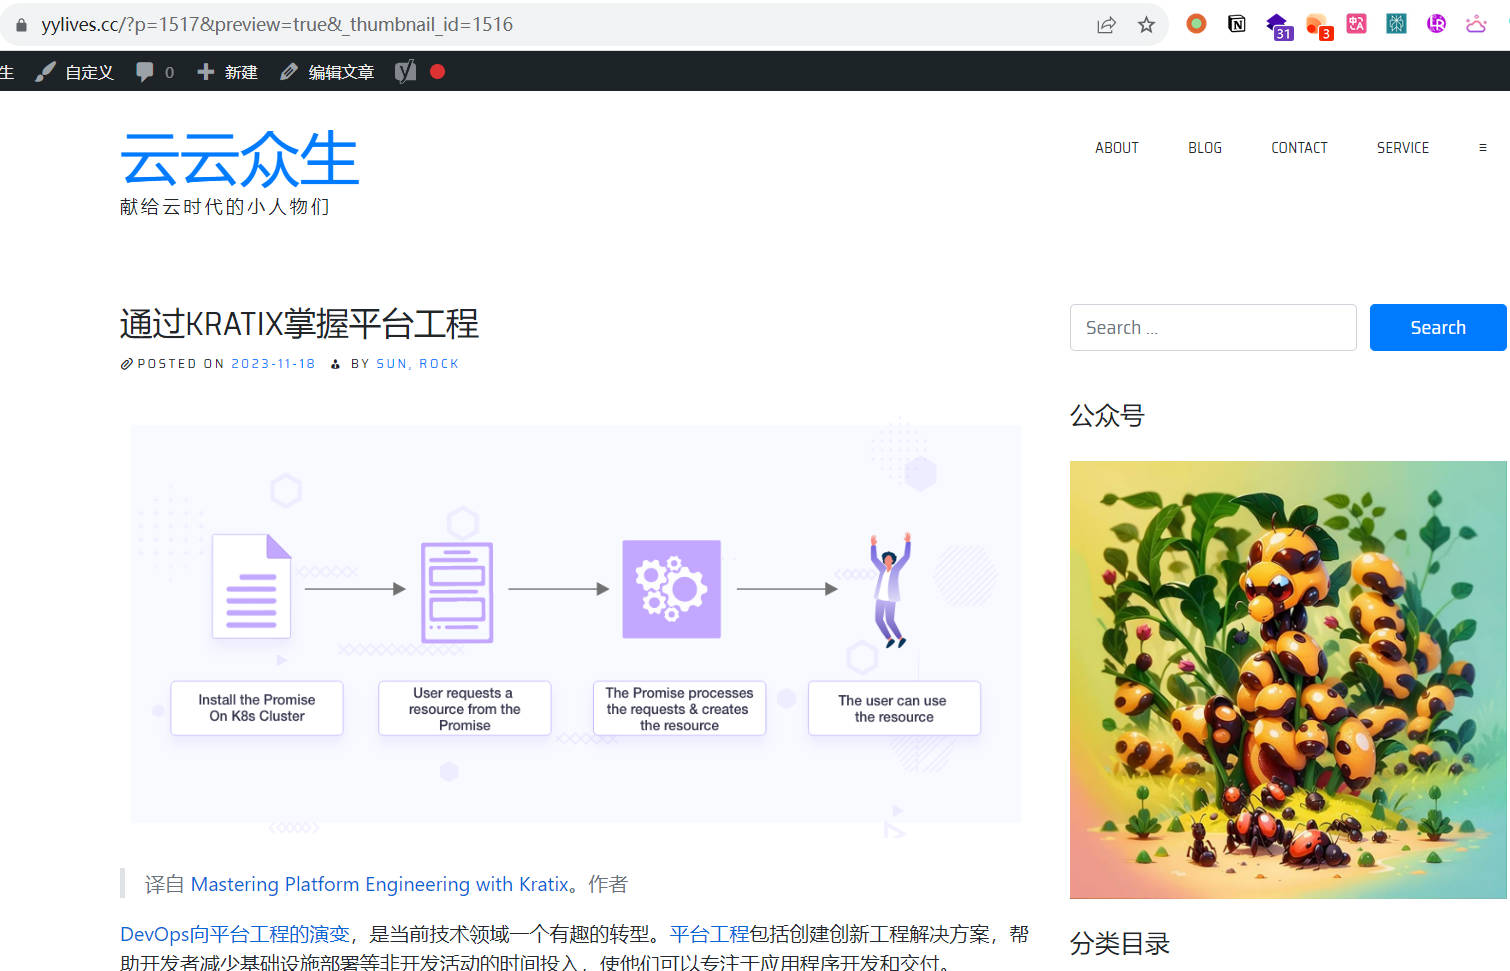 yylives.cc/?p=1517&preview=true&_thumbnail_id=1516
31
3
生 自定义 0 新建 编辑文章
云云众生
献给云时代的小人物们
ABOUT BLOG CONTACT SERVICE
通过KRATIX掌握平台工程
POSTED ON 2023-11-18 BY SUN, ROCK
Search ...
Search
公众号
Install the Promise
On K8s Cluster
User requests a
resource from the
Promise
The Promise processes
the requests & creates
the resource
The user can use
the resource
译自 Mastering Platform Engineering with Kratix。作者
DevOps向平台工程的演变，是当前技术领域一个有趣的转型。平台工程包括创建创新工程解决方案，帮
助开发者减少基础设施部署等非开发活动的时间投入，使他们可以专注于应用程序开发和交付。
分类目录